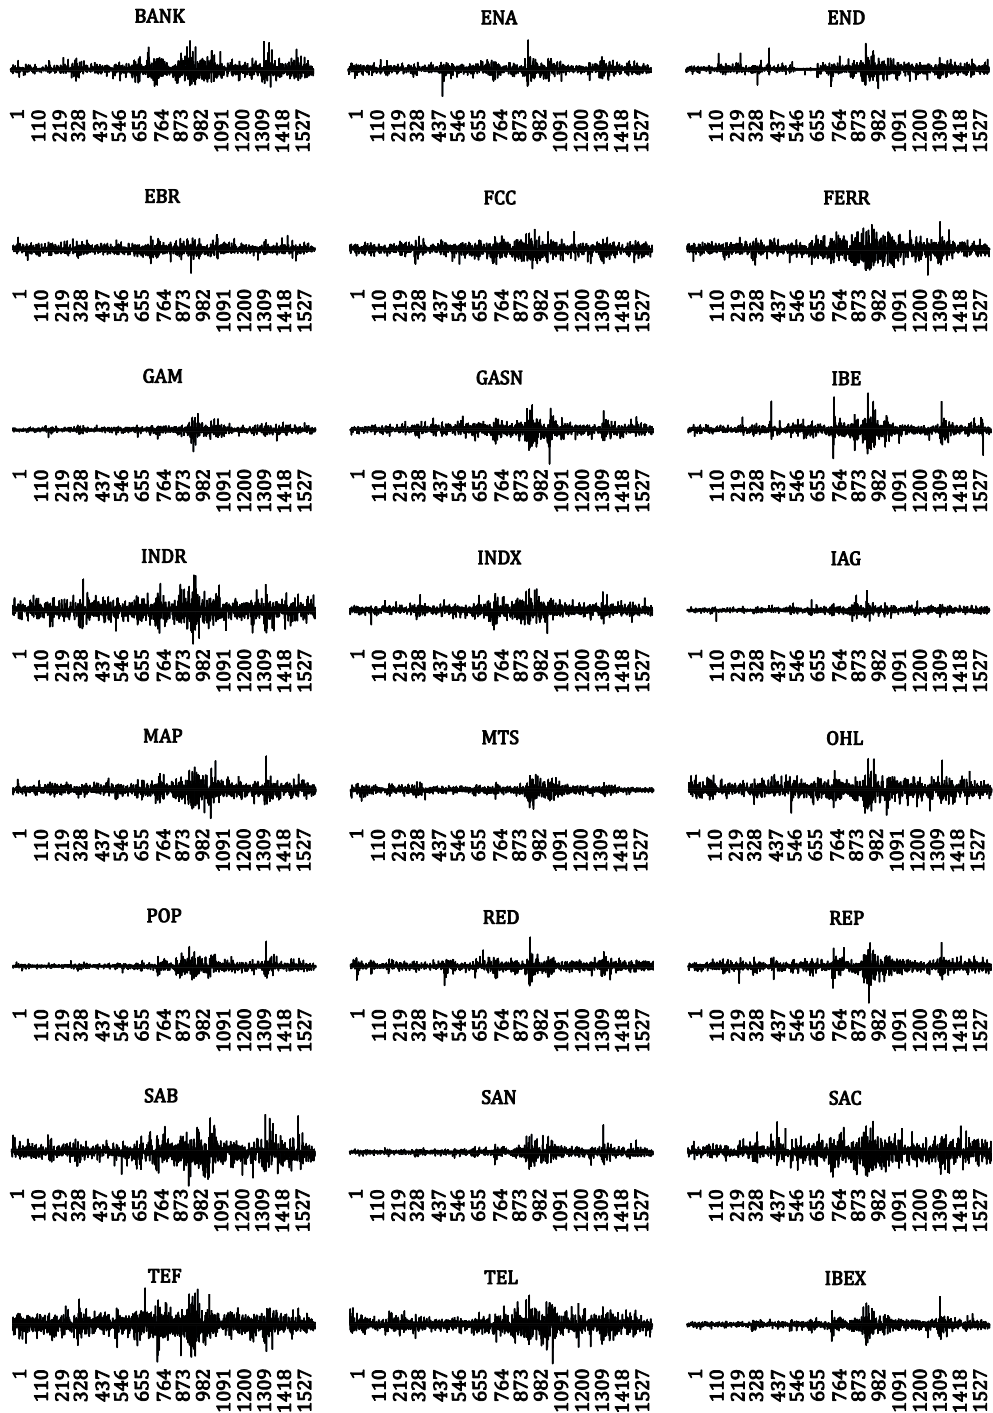 BANK ENA END
1 110 219 328 437 546 655 764 873 982 1091 1200 1309 1418 1527 1 110 219 328 437 546 655 764 873 982 1091 1200 1309 1418 1527 1 110 219 328 437 546 655 764 873 982 1091 1200 1309 1418 1527
EBR FCC FERR
1 110 219 328 437 546 655 764 873 982 1091 1200 1309 1418 1527 1 110 219 328 437 546 655 764 873 982 1091 1200 1309 1418 1527 1 110 219 328 437 546 655 764 873 982 1091 1200 1309 1418 1527
GAM GASN IBE
1 110 219 328 437 546 655 764 873 982 1091 1200 1309 1418 1527 1 110 219 328 437 546 655 764 873 982 1091 1200 1309 1418 1527 1 110 219 328 437 546 655 764 873 982 1091 1200 1309 1418 1527
INDR INDX IAG
1 110 219 328 437 546 655 764 873 982 1091 1200 1309 1418 1527 1 110 219 328 437 546 655 764 873 982 1091 1200 1309 1418 1527 1 110 219 328 437 546 655 764 873 982 1091 1200 1309 1418 1527
MAP MTS OHL
1 110 219 328 437 546 655 764 873 982 1091 1200 1309 1418 1527 1 110 219 328 437 546 655 764 873 982 1091 1200 1309 1418 1527 1 110 219 328 437 546 655 764 873 982 1091 1200 1309 1418 1527
POP RED REP
1 110 219 328 437 546 655 764 873 982 1091 1200 1309 1418 1527 1 110 219 328 437 546 655 764 873 982 1091 1200 1309 1418 1527 1 110 219 328 437 546 655 764 873 982 1091 1200 1309 1418 1527
SAB SAN SAC
1 110 219 328 437 546 655 764 873 982 1091 1200 1309 1418 1527 1 110 219 328 437 546 655 764 873 982 1091 1200 1309 1418 1527 1 110 219 328 437 546 655 764 873 982 1091 1200 1309 1418 1527
TEF TEL IBEX
1 110 219 328 437 546 655 764 873 982 1091 1200 1309 1418 1527 1 110 219 328 437 546 655 764 873 982 1091 1200 1309 1418 1527 1 110 219 328 437 546 655 764 873 982 1091 1200 1309 1418 1527